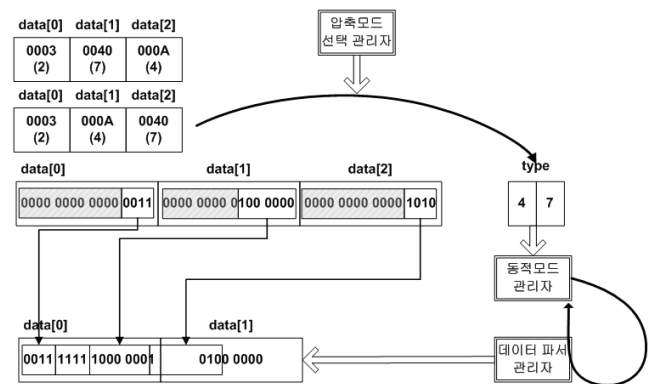 data[0] data[1] data[2]
0003 0040 000A
(2) (7) (4)
data[0] data[1] data[2]
0003 000A 0040
(2) (4) (7)
압축모드
선택 관리자
data[0] data[1] data[2]
0000 0000 0000 0011 0000 0000 0100 0000 0000 0000 0000 1010
type
4 7
동적모드
관리자
data[0] data[1]
0011 1111 1000 0001 0100 0000
데이터 파서
관리자